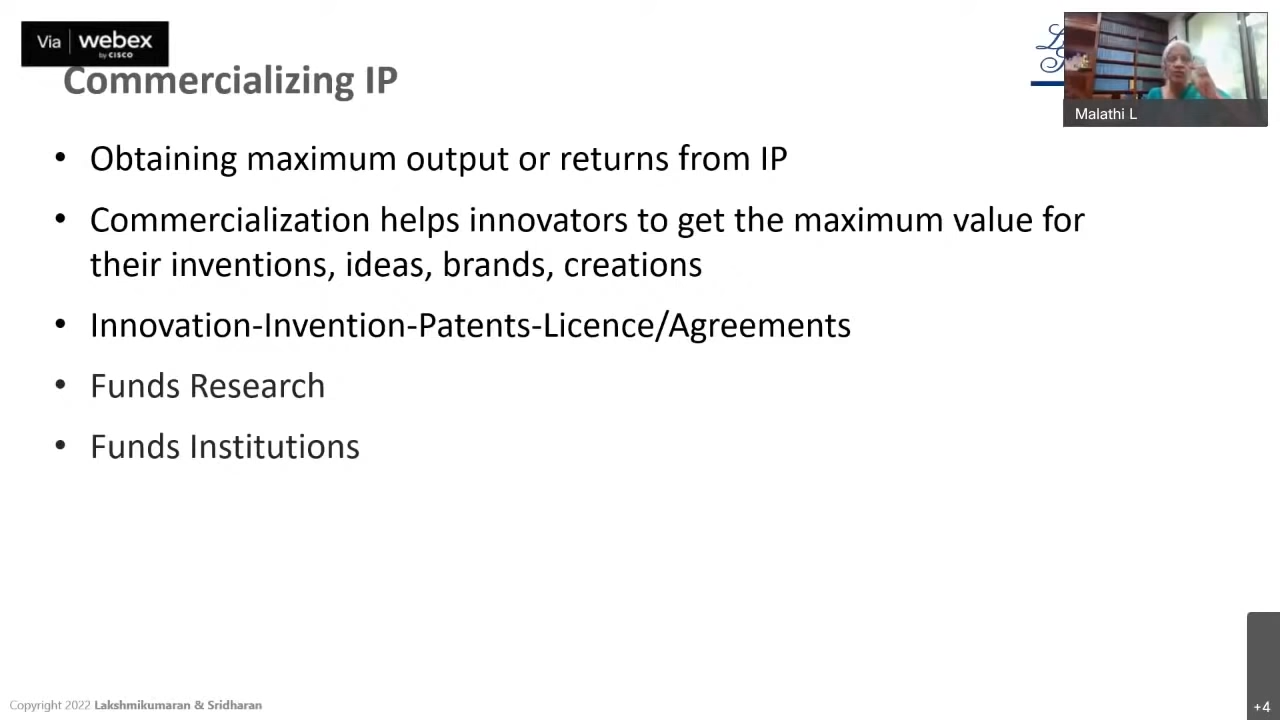 Via webex
by CISCO
Commercializing IP
Malathi L
• Obtaining maximum output or returns from IP
• Commercialization helps innovators to get the maximum value for
their inventions, ideas, brands, creations
• Innovation-Invention-Patents-Licence/Agreements
• Funds Research
• Funds Institutions
Copyright 2022 Lakshmikumaran & Sridharan
+4